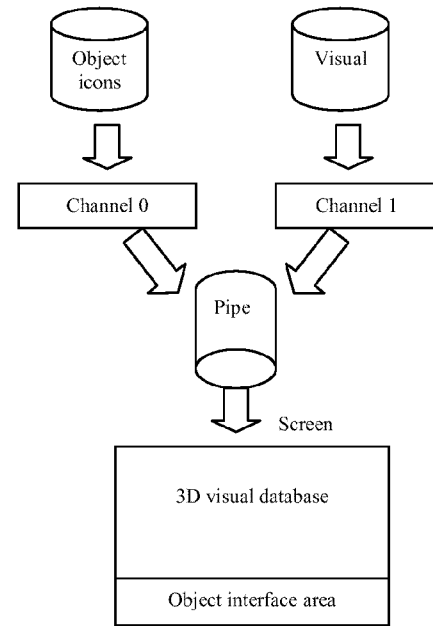 Object
icons
Visual
Channel 0
Channel 1
Pipe
Screen
3D visual database
Object interface area